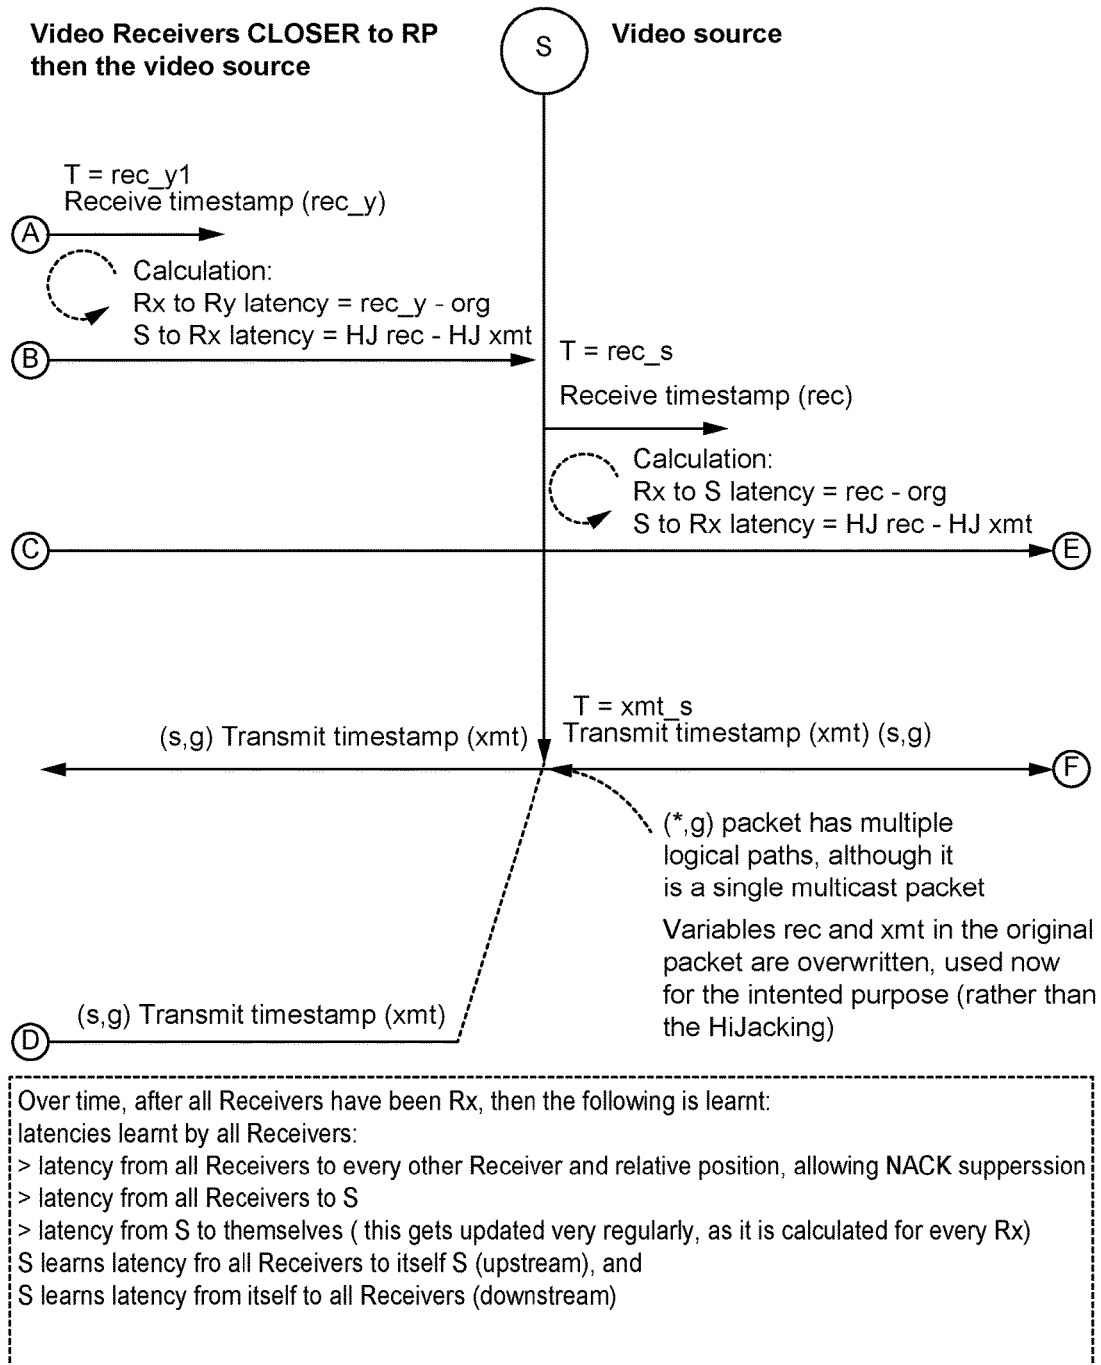 Video Receivers CLOSER to RP
then the video source
S
Video source
T = rec_y1
Receive timestamp (rec_y)
A
Calculation:
Rx to Ry latency = rec_y - org
S to Rx latency = HJ rec - HJ xmt
B
T = rec_s
Receive timestamp (rec)
Calculation:
Rx to S latency = rec - org
S to Rx latency = HJ rec - HJ xmt
C
E
T = xmt_s
(s,g) Transmit timestamp (xmt)
Transmit timestamp (xmt) (s,g)
F
(*,g) packet has multiple
logical paths, although it
is a single multicast packet
Variables rec and xmt in the original
packet are overwritten, used now
for the intented purpose (rather than
the HiJacking)
(s,g) Transmit timestamp (xmt)
D
Over time, after all Receivers have been Rx, then the following is learnt:
latencies learnt by all Receivers:
> latency from all Receivers to every other Receiver and relative position, allowing NACK supperssion
> latency from all Receivers to S
> latency from S to themselves ( this gets updated very regularly, as it is calculated for every Rx)
S learns latency fro all Receivers to itself S (upstream), and
S learns latency from itself to all Receivers (downstream)